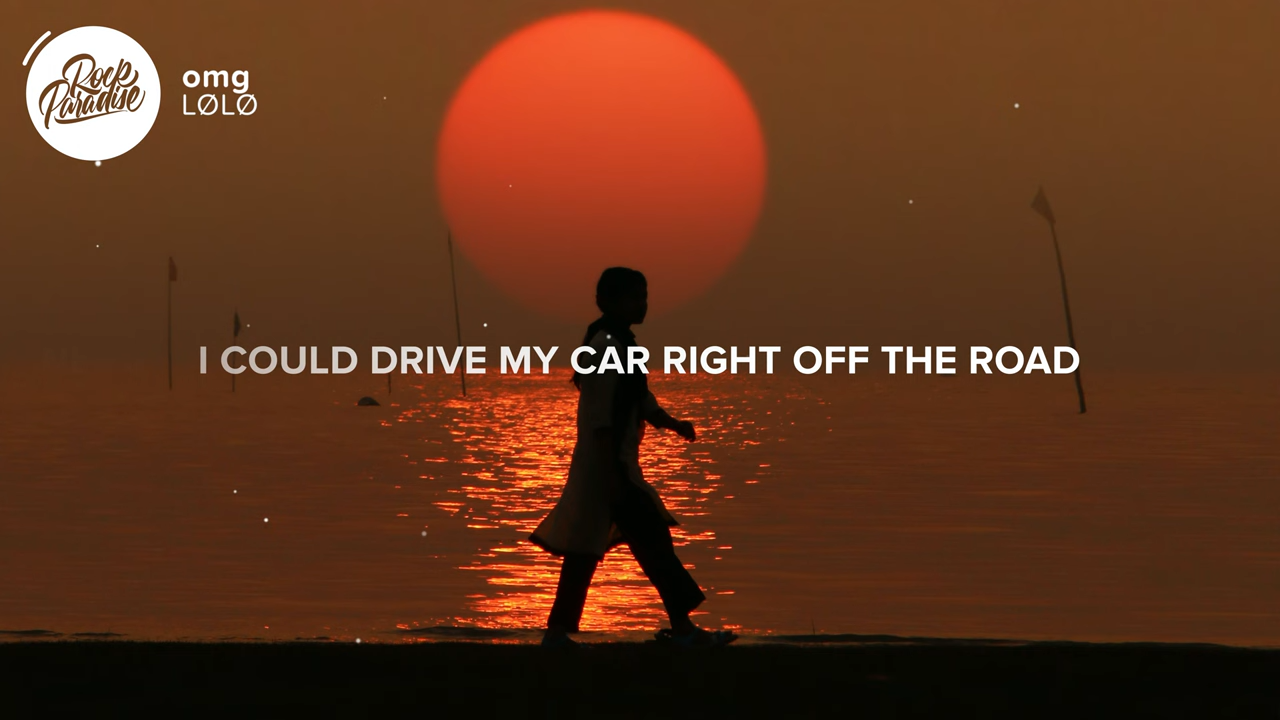 Rock
Paradise
omg
LØLØ
I COULD DRIVE MY CAR RIGHT OFF THE ROAD